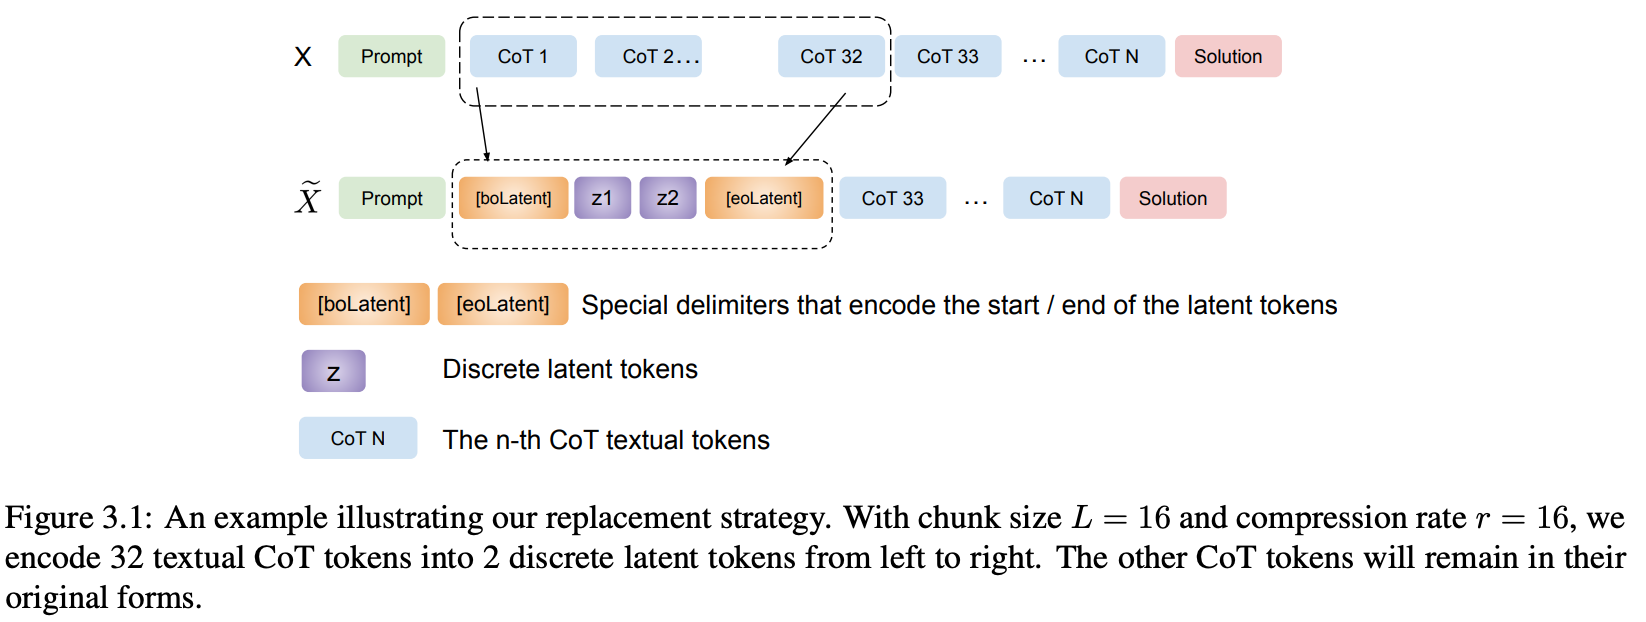 X Prompt CoT 1 CoT 2... CoT 32 CoT 33 ... CoT N Solution
X̃ Prompt [boLatent] z1 z2 [eoLatent] CoT 33 ... CoT N Solution
[boLatent] [eoLatent] Special delimiters that encode the start / end of the latent tokens
z Discrete latent tokens
CoT N The n-th CoT textual tokens
Figure 3.1: An example illustrating our replacement strategy. With chunk size L = 16 and compression rate r = 16, we
encode 32 textual CoT tokens into 2 discrete latent tokens from left to right. The other CoT tokens will remain in their
original forms.